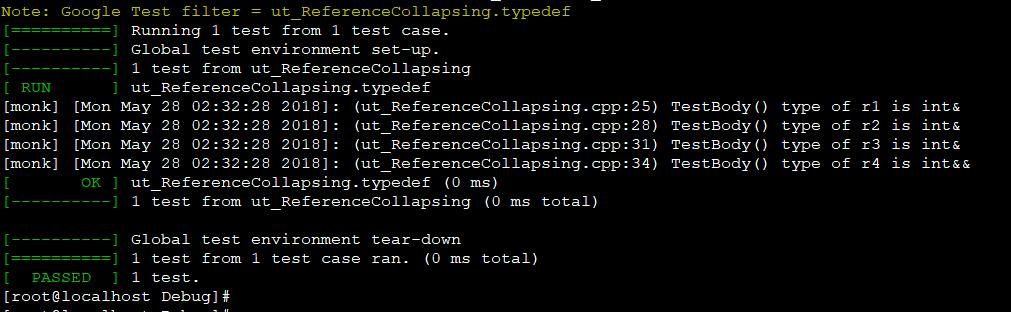 Note: Google Test filter = ut_ReferenceCollapsing.typedef
[==========] Running 1 test from 1 test case.
[----------] Global test environment set-up.
[----------] 1 test from ut_ReferenceCollapsing
[ RUN      ] ut_ReferenceCollapsing.typedef
[monk] [Mon May 28 02:32:28 2018]: (ut_ReferenceCollapsing.cpp:25) TestBody() type of r1 is int&
[monk] [Mon May 28 02:32:28 2018]: (ut_ReferenceCollapsing.cpp:28) TestBody() type of r2 is int&
[monk] [Mon May 28 02:32:28 2018]: (ut_ReferenceCollapsing.cpp:31) TestBody() type of r3 is int&
[monk] [Mon May 28 02:32:28 2018]: (ut_ReferenceCollapsing.cpp:34) TestBody() type of r4 is int&&
[       OK ] ut_ReferenceCollapsing.typedef (0 ms)
[----------] 1 test from ut_ReferenceCollapsing (0 ms total)
[----------] Global test environment tear-down
[==========] 1 test from 1 test case ran. (0 ms total)
[  PASSED  ] 1 test.
[root@localhost Debug]#